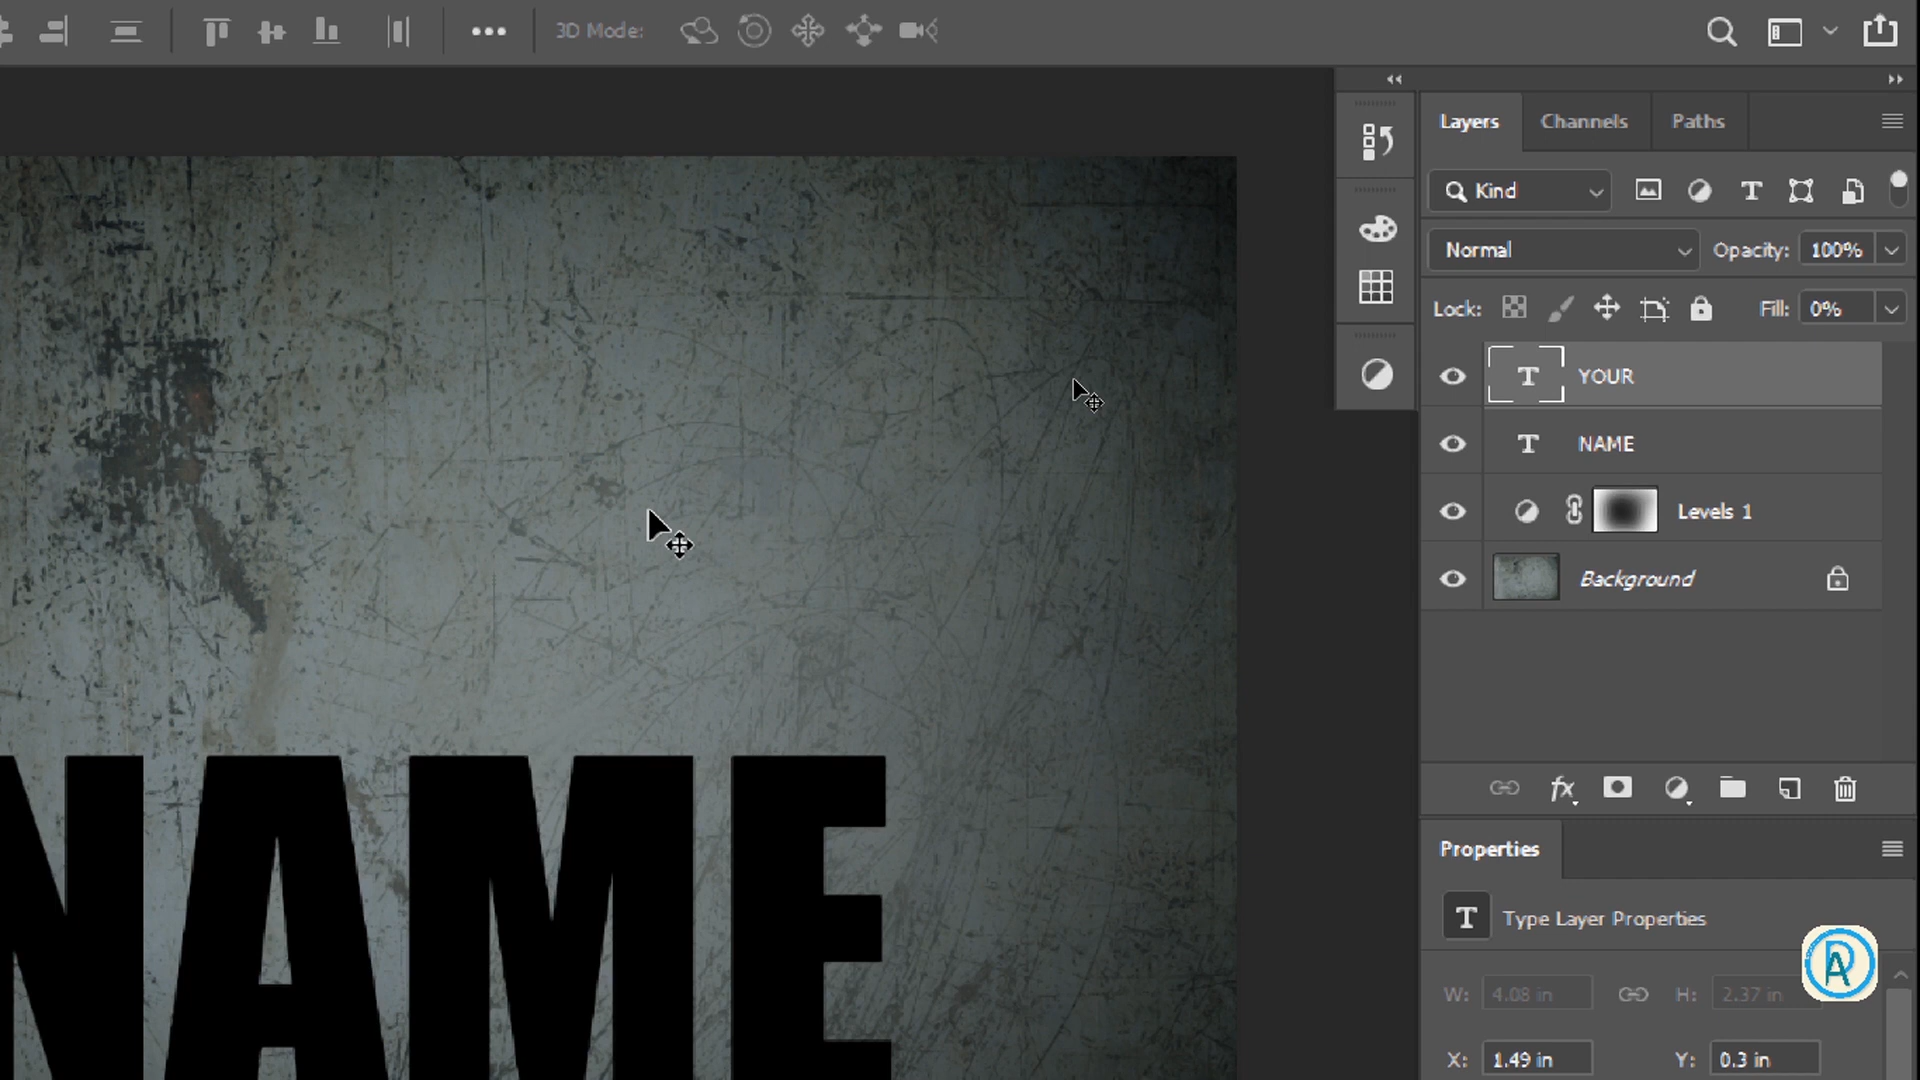 3D Mode:
Layers Channels Paths
Kind
Normal Opacity: 100%
Lock: Fill: 0%
T YOUR
T NAME
Levels 1
Background
fx
NAME
Properties
T Type Layer Properties
W: 4.08 in H: 2.37 in
X: 1.49 in Y: 0.3 in